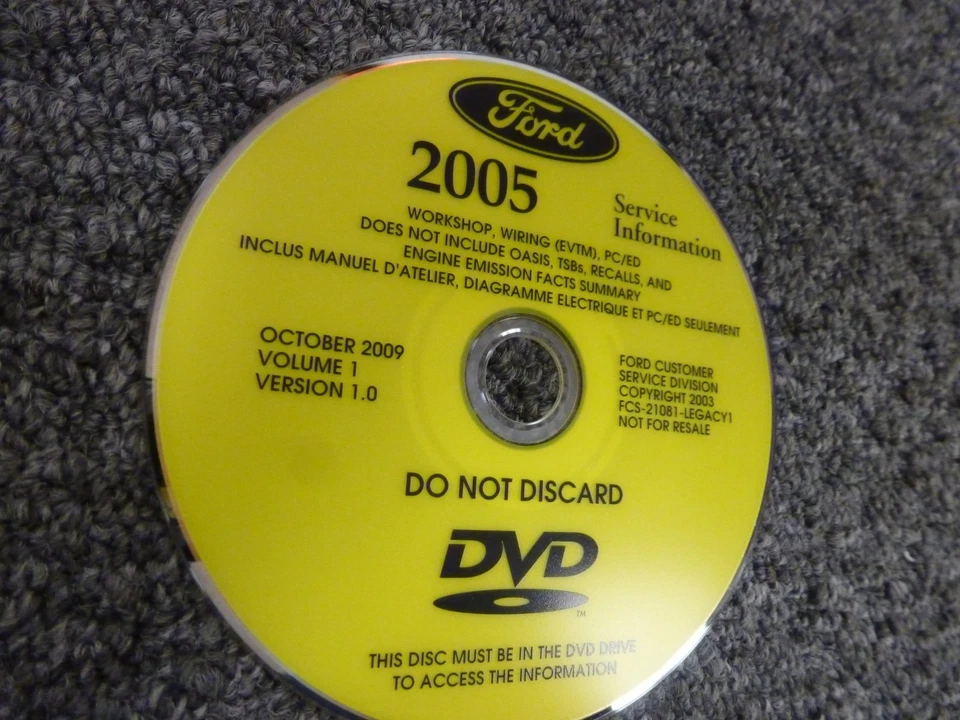 Ford
2005
Service
Information
WORKSHOP, WIRING (EVTM), PC/ED
DOES NOT INCLUDE OASIS, TSBs, RECALLS, AND
ENGINE EMISSION FACTS SUMMARY
INCLUS MANUEL D'ATELIER, DIAGRAMME ELECTRIQUE ET PC/ED SEULEMENT
OCTOBER 2009
VOLUME 1
VERSION 1.0
FORD CUSTOMER
SERVICE DIVISION
COPYRIGHT 2003
FCS-21081-LEGACY1
NOT FOR RESALE
DO NOT DISCARD
DVD
TM
THIS DISC MUST BE IN THE DVD DRIVE
TO ACCESS THE INFORMATION